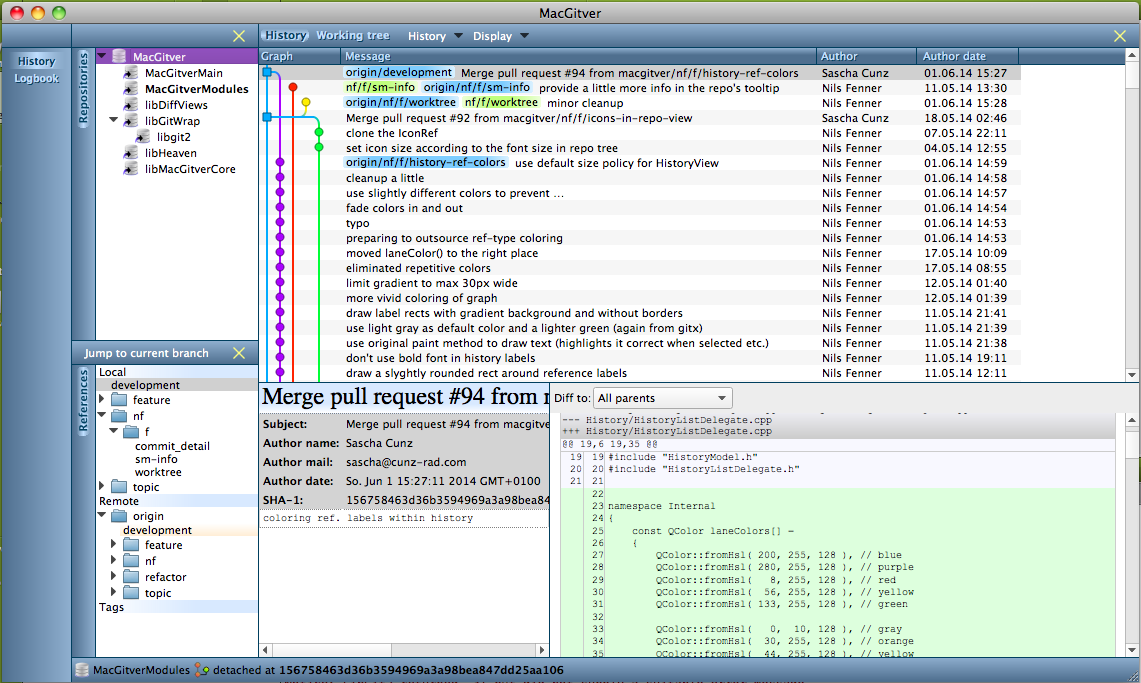 MacGitver
History
Logbook
Repositories
MacGitver
MacGitverMain
MacGitverModules
libDiffViews
libGitWrap
libgit2
libHeaven
libMacGitverCore
Jump to current branch
References
Local
development
feature
nf
f
commit_detail
sm-info
worktree
topic
Remote
origin
development
feature
nf
refactor
topic
Tags
History Working tree History Display
Graph Message Author Author date
origin/development Merge pull request #94 from macgitver/nf/f/history-ref-colors Sascha Cunz 01.06.14 15:27
nf/f/sm-info origin/nf/f/sm-info provide a little more info in the repo's tooltip Nils Fenner 11.05.14 13:30
origin/nf/f/worktree nf/f/worktree minor cleanup Nils Fenner 01.06.14 15:28
Merge pull request #92 from macgitver/nf/f/icons-in-repo-view Sascha Cunz 18.05.14 02:46
clone the IconRef Nils Fenner 07.05.14 22:11
set icon size according to the font size in repo tree Nils Fenner 04.05.14 12:55
origin/nf/f/history-ref-colors use default size policy for HistoryView Nils Fenner 01.06.14 14:59
cleanup a little Nils Fenner 01.06.14 14:58
use slightly different colors to prevent ... Nils Fenner 01.06.14 14:57
fade colors in and out Nils Fenner 01.06.14 14:54
typo Nils Fenner 01.06.14 14:53
preparing to outsource ref-type coloring Nils Fenner 01.06.14 14:53
moved laneColor() to the right place Nils Fenner 17.05.14 10:09
eliminated repetitive colors Nils Fenner 17.05.14 08:55
limit gradient to max 30px wide Nils Fenner 12.05.14 01:40
more vivid coloring of graph Nils Fenner 12.05.14 01:39
draw label rects with gradient background and without borders Nils Fenner 11.05.14 21:41
use light gray as default color and a lighter green (again from gitx) Nils Fenner 11.05.14 21:39
use original paint method to draw text (highlights it correct when selected etc.) Nils Fenner 11.05.14 21:38
don't use bold font in history labels Nils Fenner 11.05.14 19:11
draw a slyghtly rounded rect around reference labels Nils Fenner 11.05.14 12:11
Merge pull request #94 from
Subject: Merge pull request #94 from macgitve
Author name: Sascha Cunz
Author mail: sascha@cunz-rad.com
Author date: So. Jun 1 15:27:11 2014 GMT+0100
SHA-1: 156758463d36b3594969a3a98bea84
coloring ref. labels within history
Diff to: All parents
--- History/HistoryListDelegate.cpp
+++ History/HistoryListDelegate.cpp
@@ 19,6 19,35 @@
19 19 #include "HistoryModel.h"
20 20 #include "HistoryListDelegate.h"
21 21
22
23 namespace Internal
24 {
25 const QColor laneColors[] =
26 {
27 QColor::fromHsl( 200, 255, 128 ), // blue
28 QColor::fromHsl( 280, 255, 128 ), // purple
29 QColor::fromHsl( 8, 255, 128 ), // red
30 QColor::fromHsl( 56, 255, 128 ), // yellow
31 QColor::fromHsl( 133, 255, 128 ), // green
32
33 QColor::fromHsl( 0, 10, 128 ), // gray
34 QColor::fromHsl( 30, 255, 128 ), // orange
35 QColor::fromHsl( 44, 255, 128 ), // yellow
MacGitverModules detached at 156758463d36b3594969a3a98bea847dd25aa106